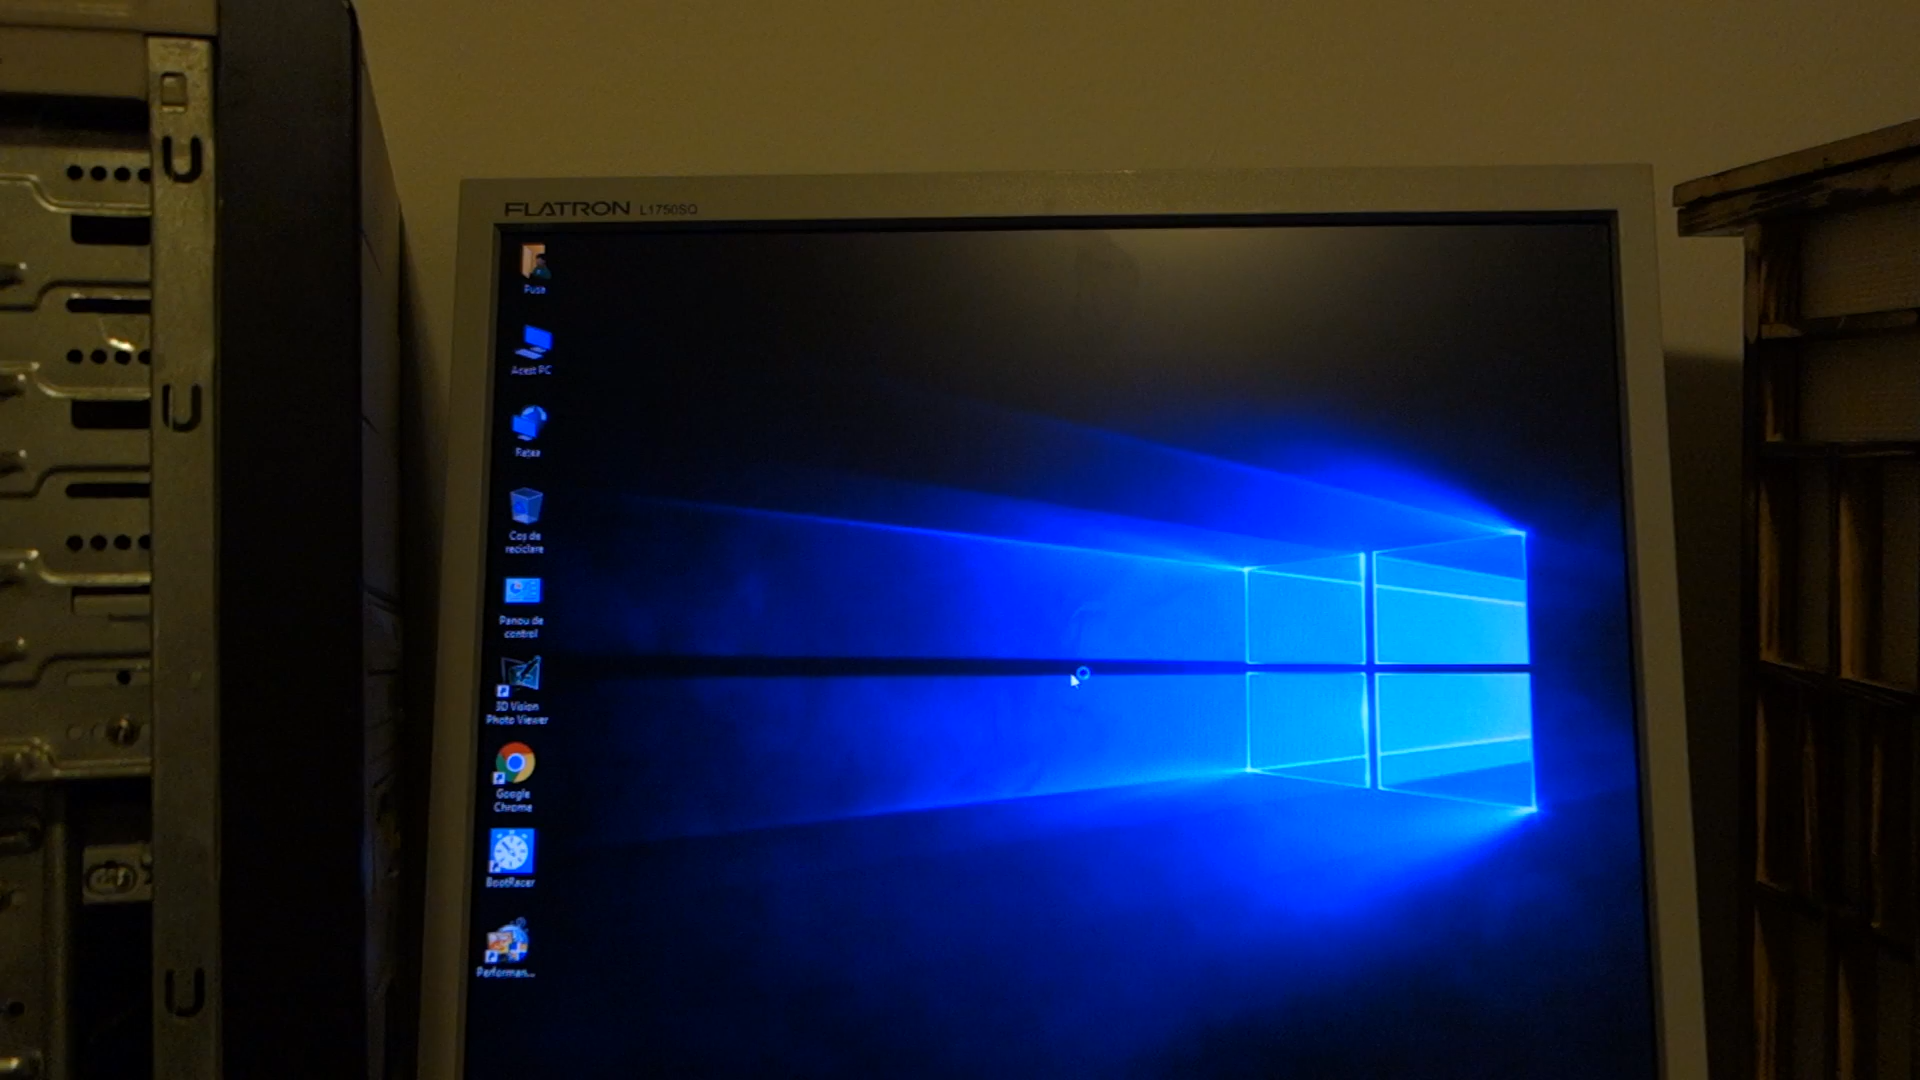 FLATRON L1750SQ
Pusa
Acest PC
Rețea
Coș de
reciclare
Panou de
control
3D Vision
Photo Viewer
Google
Chrome
BootRacer
Performan...